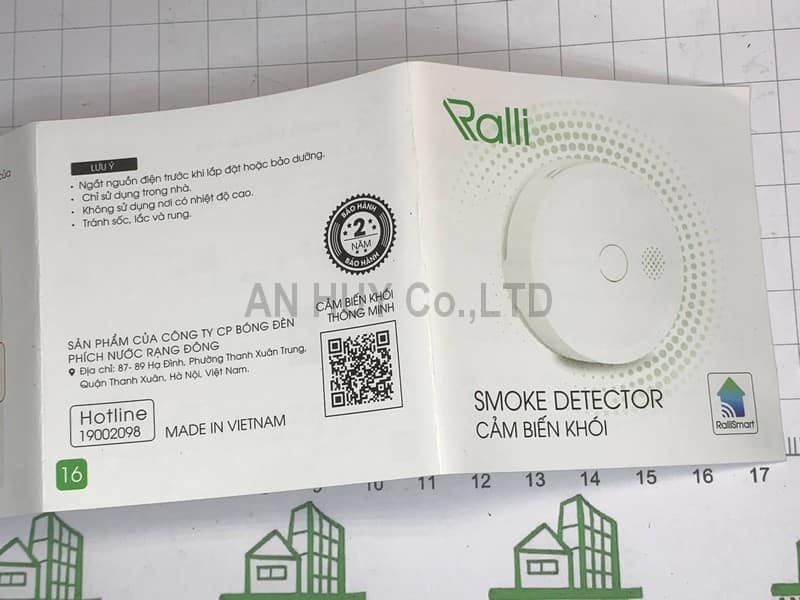 LƯU Ý
• Ngắt nguồn điện trước khi lắp đặt hoặc bảo dưỡng.
• Chỉ sử dụng trong nhà.
• Không sử dụng nơi có nhiệt độ cao.
• Tránh sốc, lắc và rung.
BẢO HÀNH
2
NĂM
BẢO HÀNH
CẢM BIẾN KHÓI
THÔNG MINH
SẢN PHẨM CỦA CÔNG TY CP BÓNG ĐÈN
PHÍCH NƯỚC RẠNG ĐÔNG
Địa chỉ: 87- 89 Hạ Đình, Phường Thanh Xuân Trung,
Quận Thanh Xuân, Hà Nội, Việt Nam.
Hotline
19002098
MADE IN VIETNAM
16
Ralli
SMOKE DETECTOR
CẢM BIẾN KHÓI
RalliSmart
AN HUY Co.,LTD
10 11 12 13 14 15 16 17